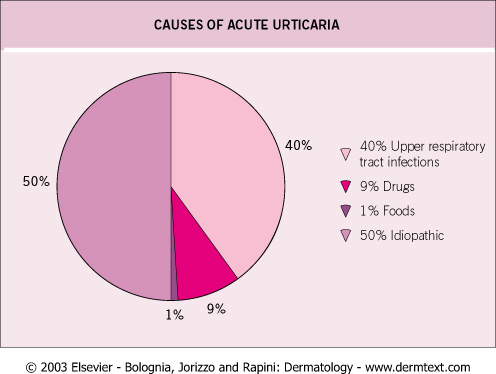 CAUSES OF ACUTE URTICARIA
40%
50%
1%
9%
40% Upper respiratory
tract infections
9% Drugs
1% Foods
50% Idiopathic
© 2003 Elsevier - Bolognia, Jorizzo and Rapini: Dermatology - www.dermtext.com